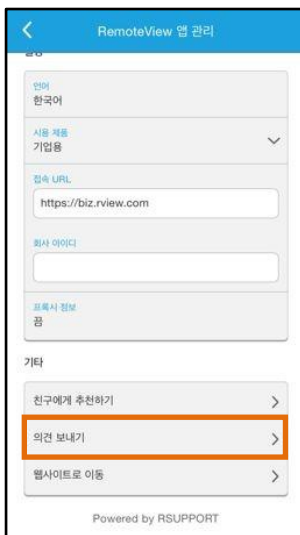 RemoteView 앱 관리
설정
언어
한국어
사용 제품
기업용
접속 URL
https://biz.rview.com
회사 아이디
프록시 정보
끔
기타
친구에게 추천하기
의견 보내기
웹사이트로 이동
Powered by RSUPPORT